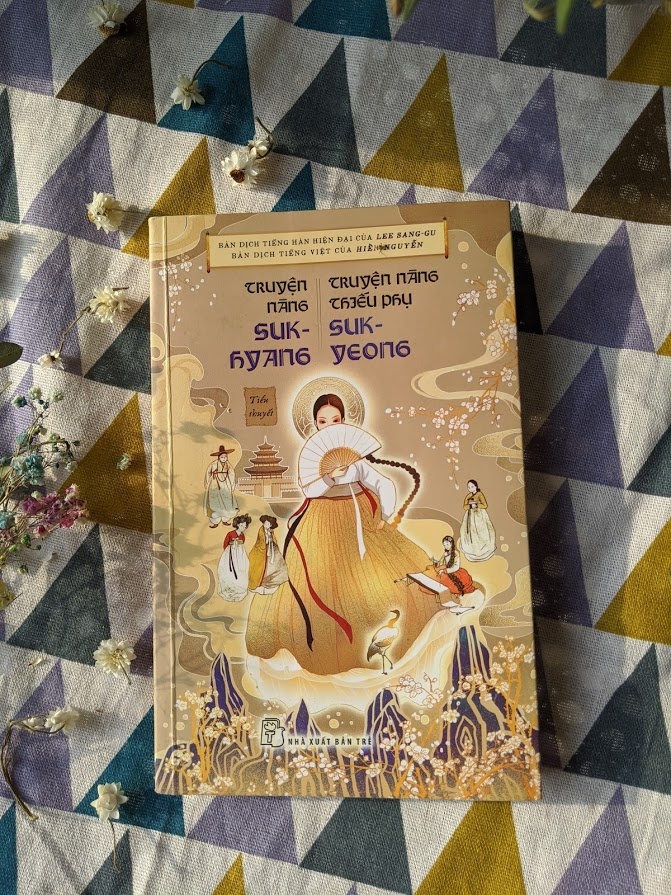 BẢN DỊCH TIẾNG HÀN HIỆN ĐẠI CỦA LEE SANG-GU
BẢN DỊCH TIẾNG VIỆT CỦA HIỀN NGUYỄN
TRUYỆN
NÀNG
SUK-
HYANG
TRUYỆN NÀNG
THIẾU PHỤ
SUK-
YEONG
Tiểu
thuyết
NHÀ XUẤT BẢN TRẺ